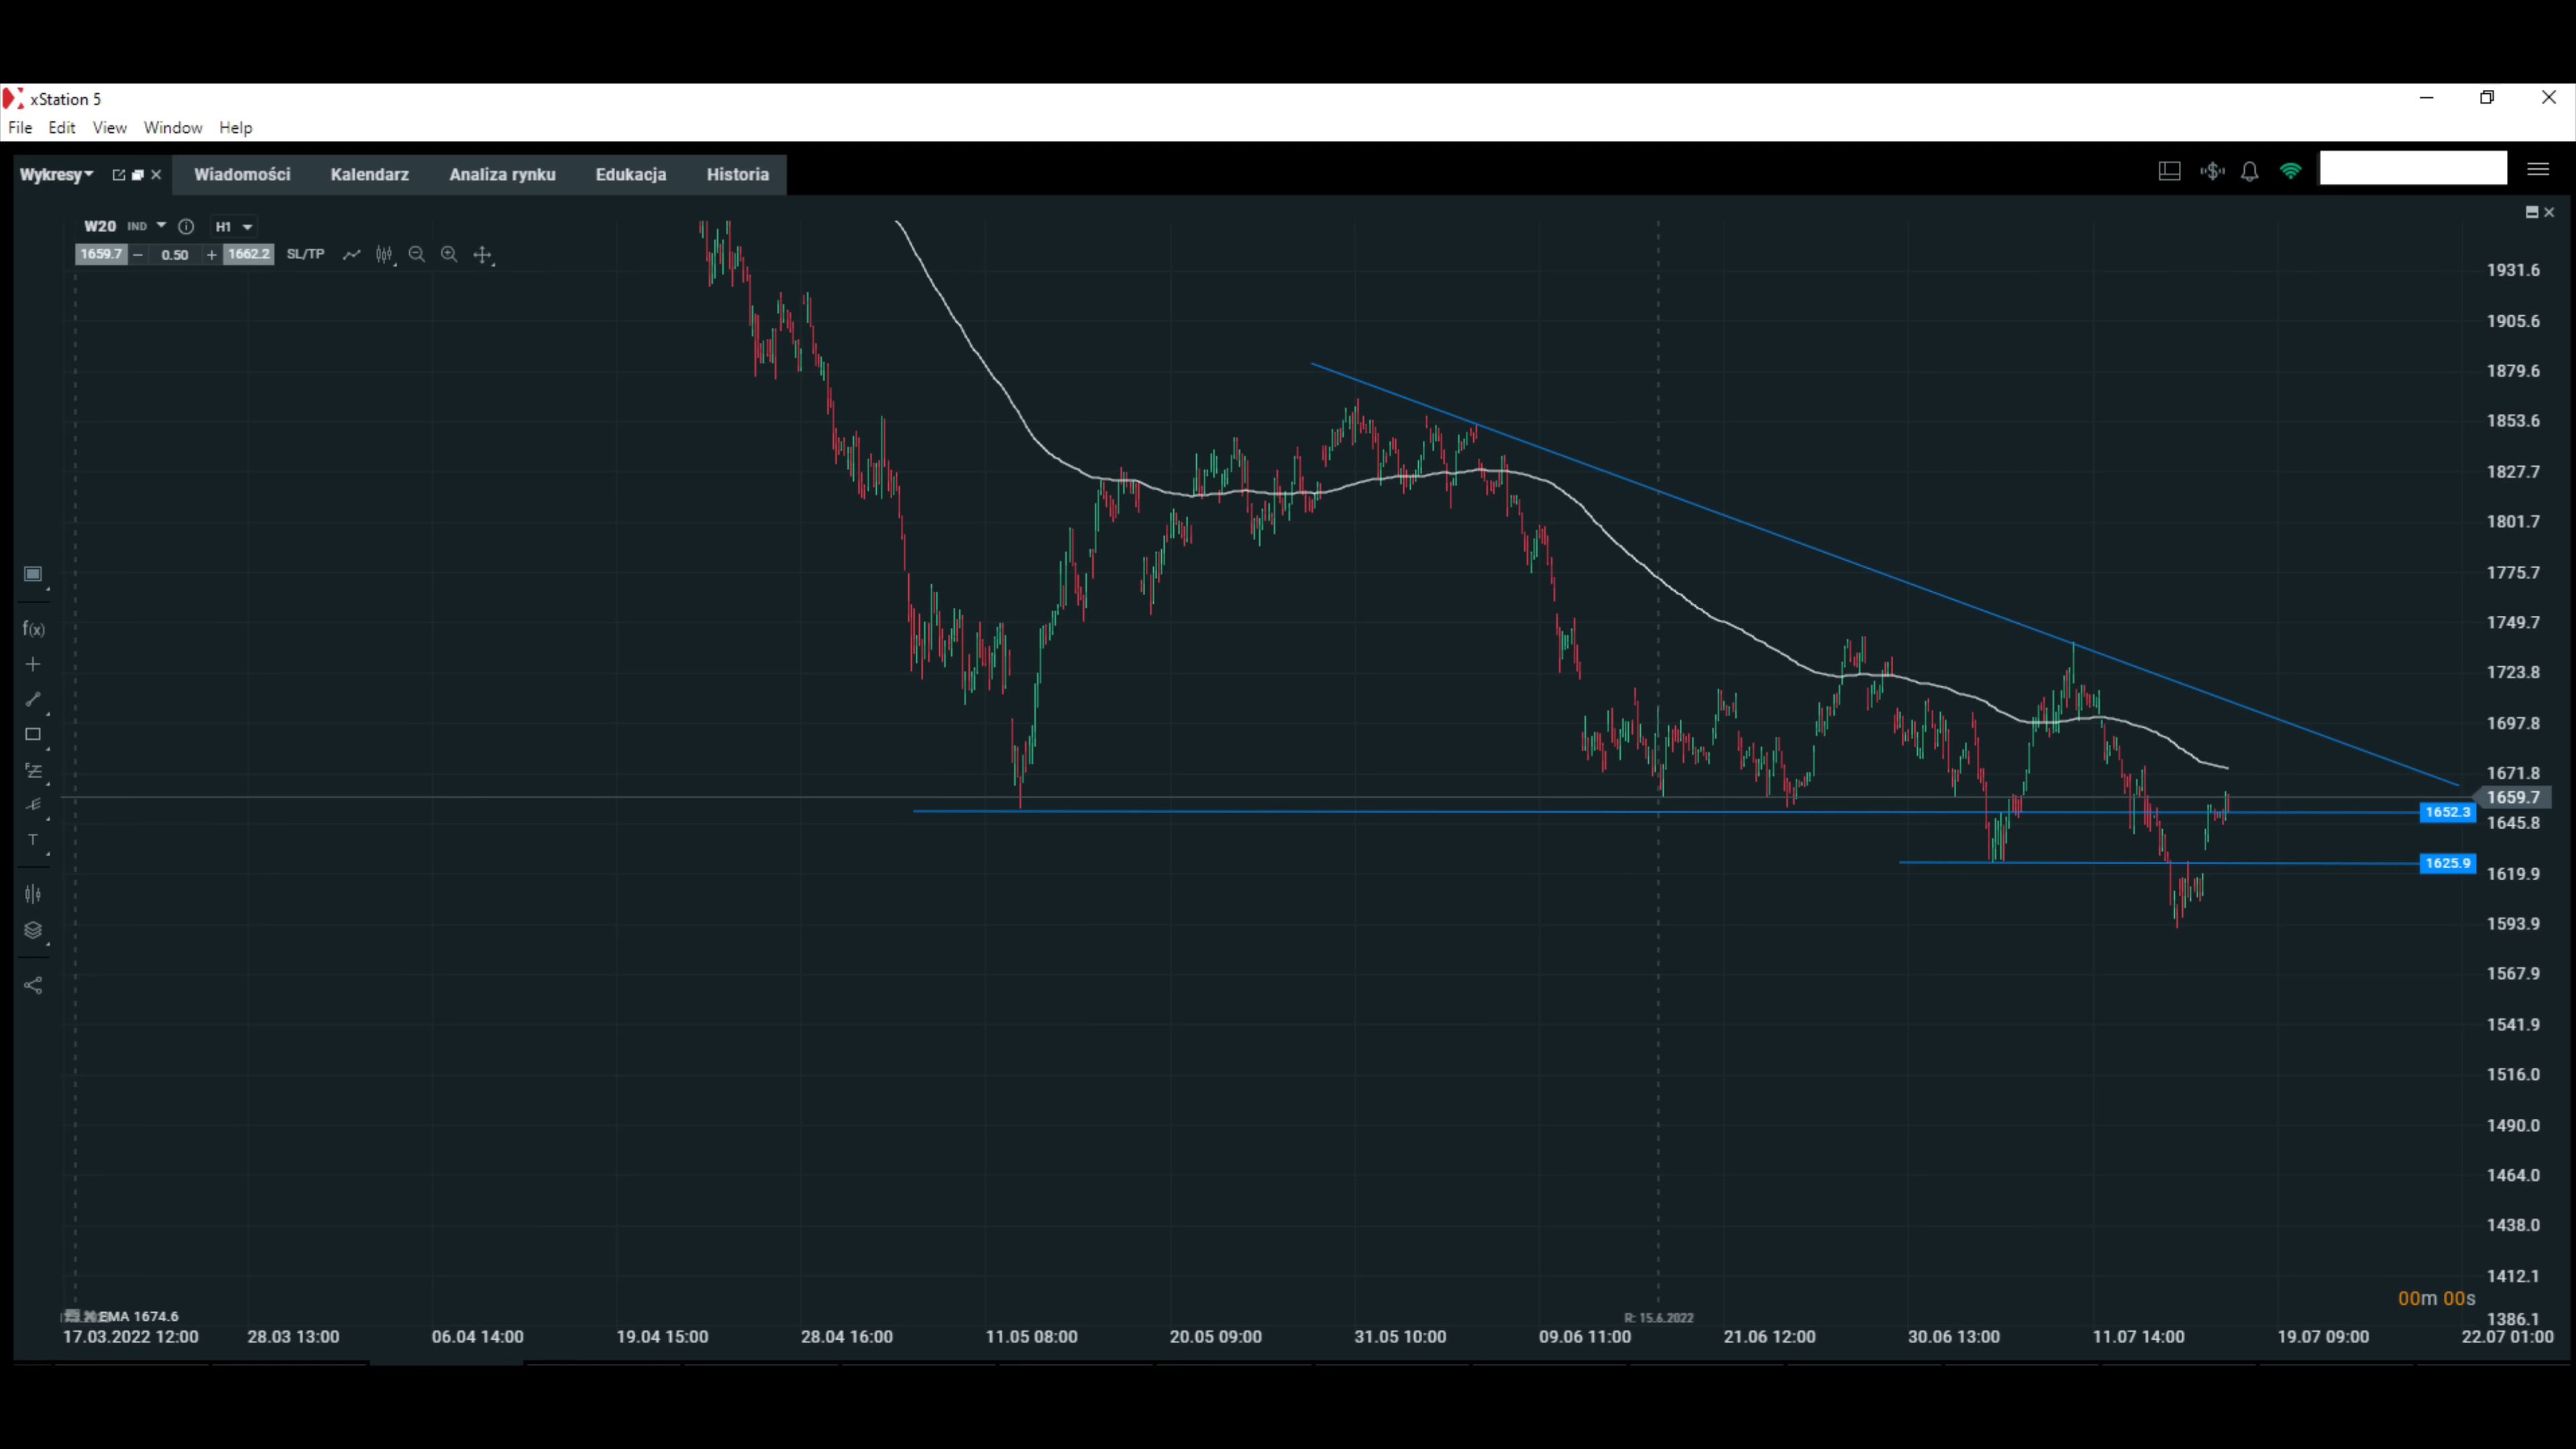 xStation 5
File Edit View Window Help
Wykresy Wiadomości Kalendarz Analiza rynku Edukacja Historia
W20 IND H1
1659.7 − 0.50 + 1662.2 SL/TP
1931.6
1905.6
1879.6
1853.6
1827.7
1801.7
1775.7
f(x)
1749.7
1723.8
1697.8
1671.8
1659.7
1652.3
1645.8
T
1625.9
1619.9
1593.9
1567.9
1541.9
1516.0
1490.0
1464.0
1438.0
1412.1
00m 00s
EMA 1674.6
R: 15.6.2022
1386.1
17.03.2022 12:00 28.03 13:00 06.04 14:00 19.04 15:00 28.04 16:00 11.05 08:00 20.05 09:00 31.05 10:00 09.06 11:00 21.06 12:00 30.06 13:00 11.07 14:00 19.07 09:00 22.07 01:00